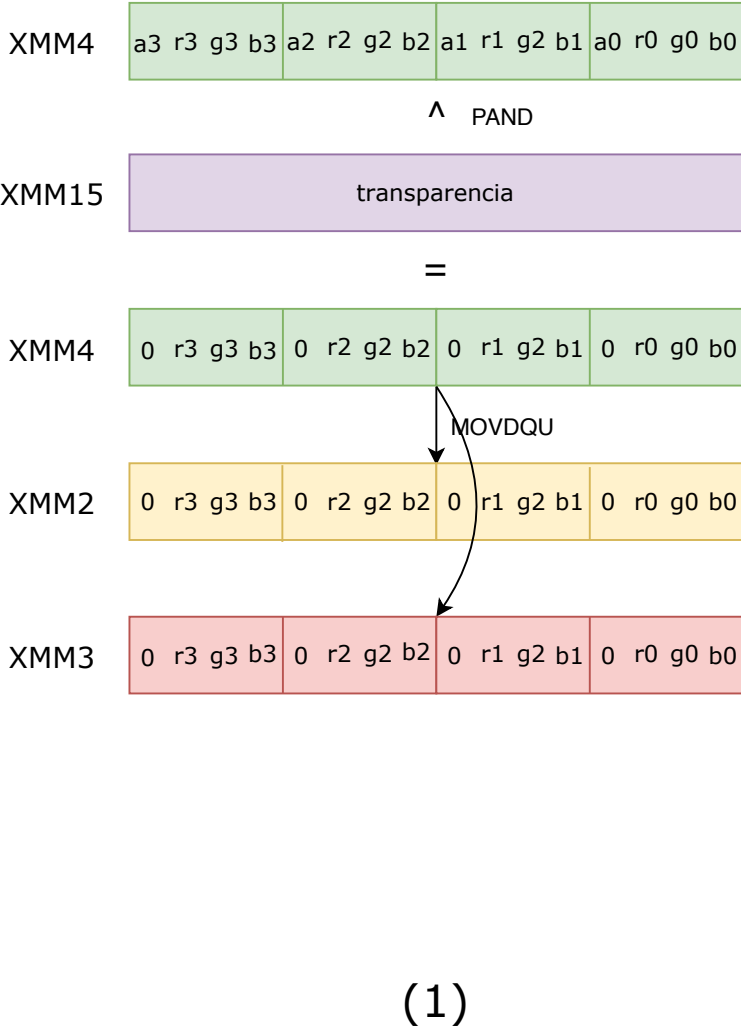 XMM4 a3 r3 g3 b3 a2 r2 g2 b2 a1 r1 g2 b1 a0 r0 g0 b0
^ PAND
XMM15 transparencia
=
XMM4 0 r3 g3 b3 0 r2 g2 b2 0 r1 g2 b1 0 r0 g0 b0
MOVDQU
XMM2 0 r3 g3 b3 0 r2 g2 b2 0 r1 g2 b1 0 r0 g0 b0
XMM3 0 r3 g3 b3 0 r2 g2 b2 0 r1 g2 b1 0 r0 g0 b0
(1)